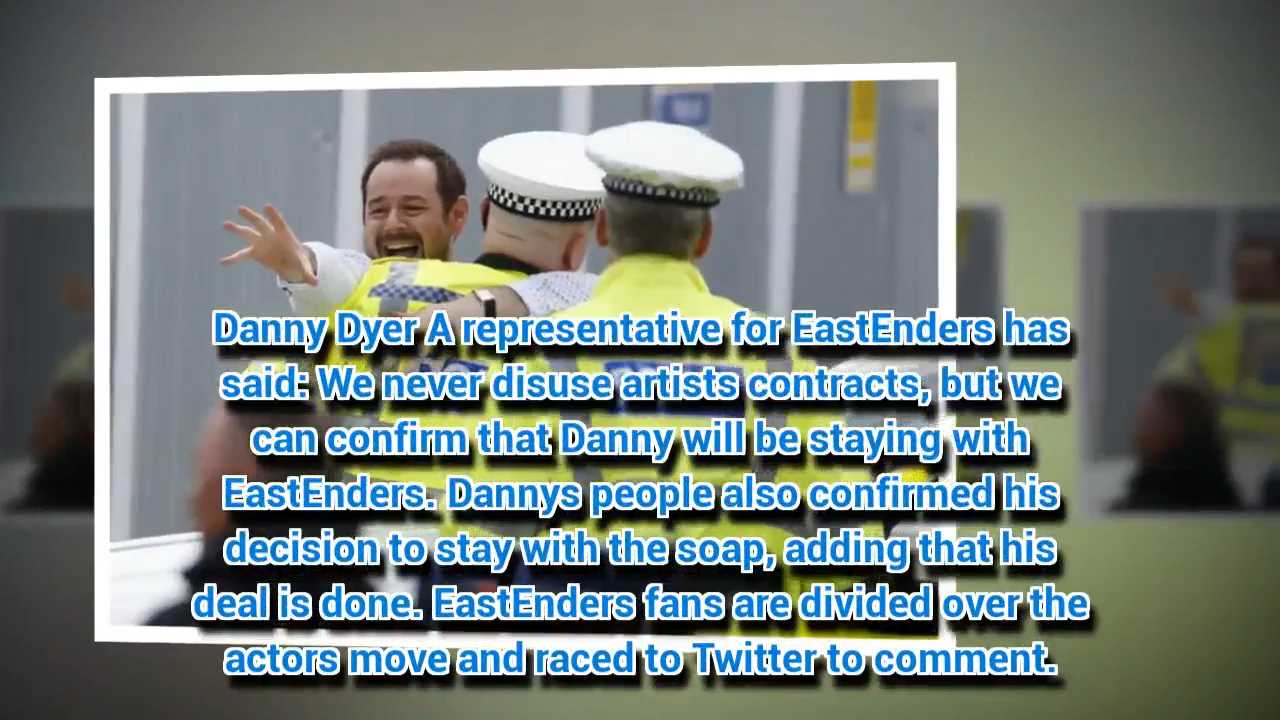 Danny Dyer A representative for EastEnders has
said: We never disuse artists contracts, but we
can confirm that Danny will be staying with
EastEnders. Dannys people also confirmed his
decision to stay with the soap, adding that his
deal is done. EastEnders fans are divided over the
actors move and raced to Twitter to comment.